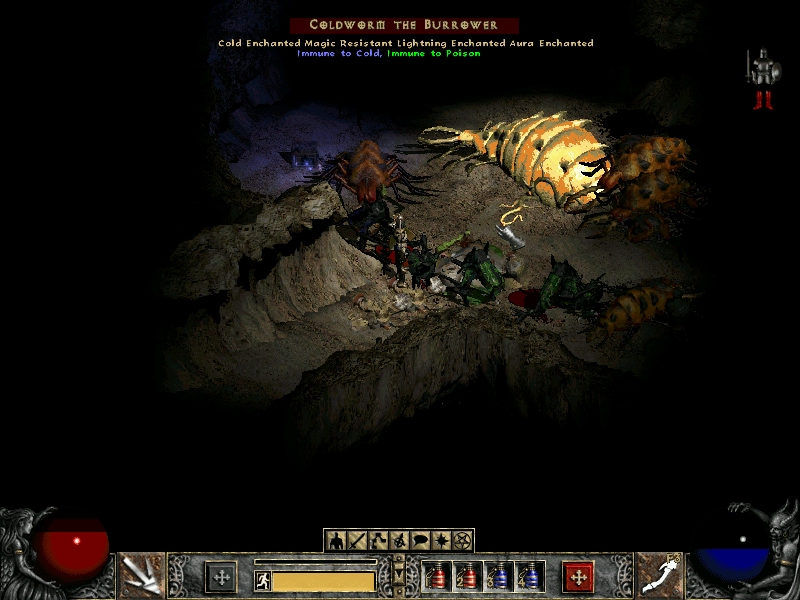 Coldworm the Burrower
Cold Enchanted Magic Resistant Lightning Enchanted Aura Enchanted
Immune to Cold, Immune to Poison